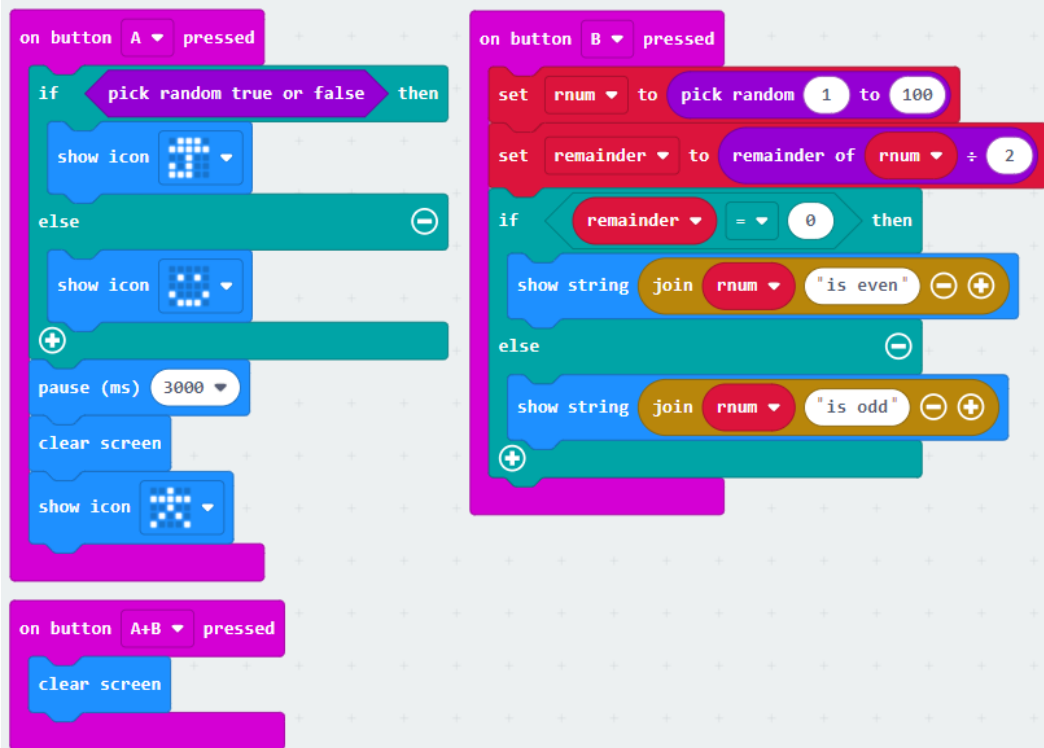 on button A pressed
if pick random true or false then
show icon
else
show icon
pause (ms) 3000
clear screen
show icon
on button A+B pressed
clear screen
on button B pressed
set rnum to pick random 1 to 100
set remainder to remainder of rnum ÷ 2
if remainder = 0 then
show string join rnum "is even"
else
show string join rnum "is odd"